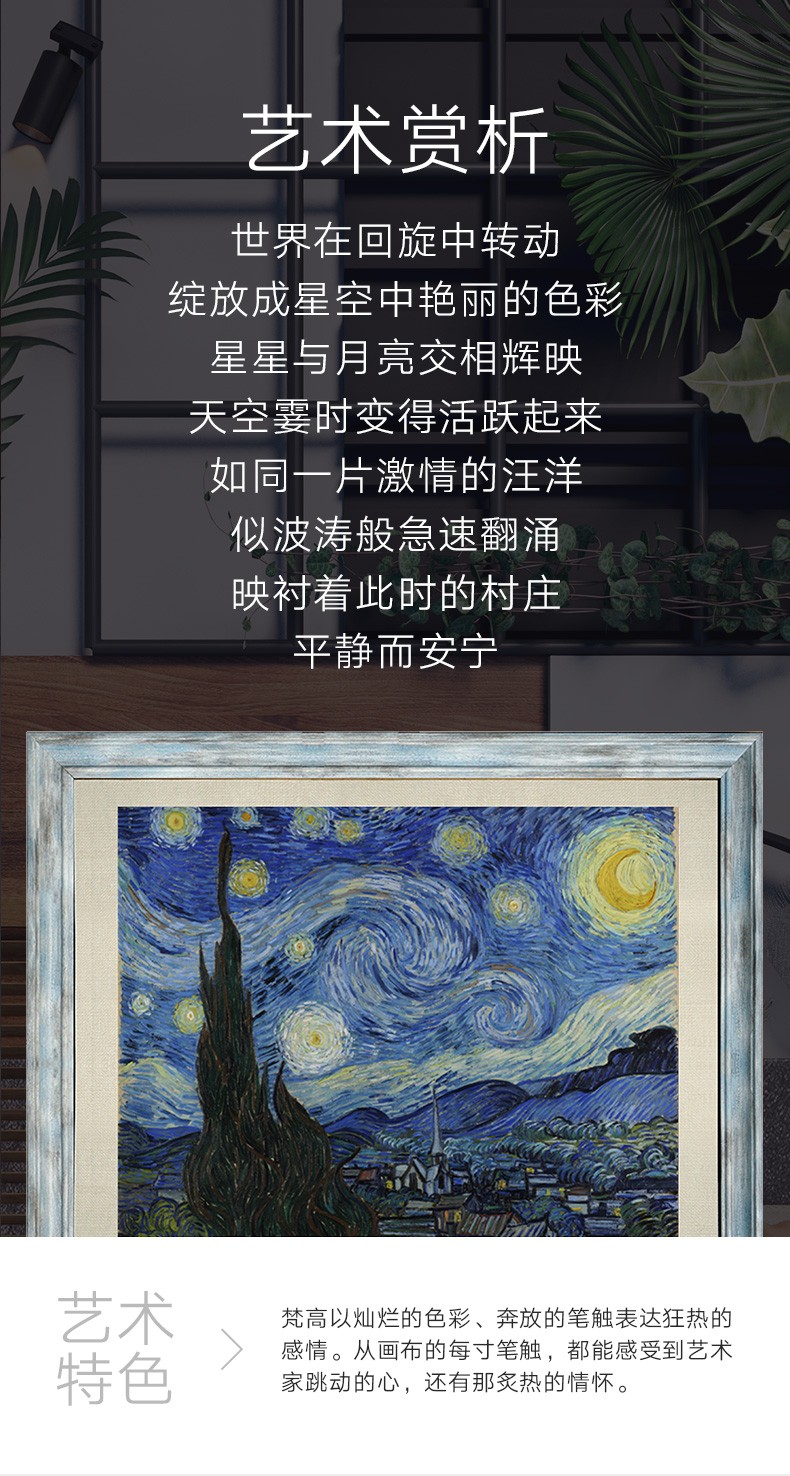 艺术赏析
世界在回旋中转动
绽放成星空中艳丽的色彩
星星与月亮交相辉映
天空霎时变得活跃起来
如同一片激情的汪洋
似波涛般急速翻涌
映衬着此时的村庄
平静而安宁
艺术
特色
梵高以灿烂的色彩、奔放的笔触表达狂热的
感情。从画布的每寸笔触，都能感受到艺术
家跳动的心，还有那炙热的情怀。